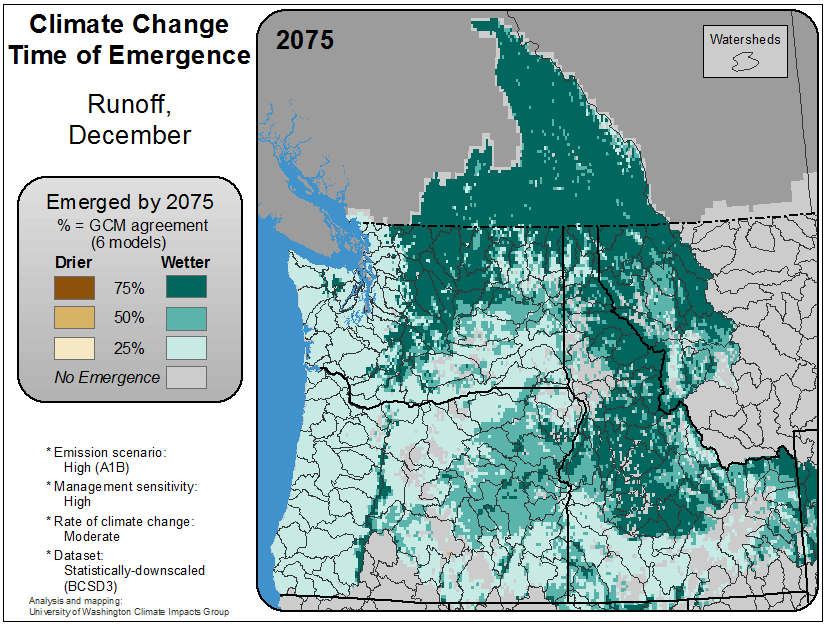 Climate Change
Time of Emergence
Runoff,
December
Emerged by 2075
% = GCM agreement
(6 models)
Drier Wetter
75%
50%
25%
No Emergence
* Emission scenario:
High (A1B)
* Management sensitivity:
High
* Rate of climate change:
Moderate
* Dataset:
Statistically-downscaled
(BCSD3)
Analysis and mapping:
University of Washington Climate Impacts Group
2075
Watersheds